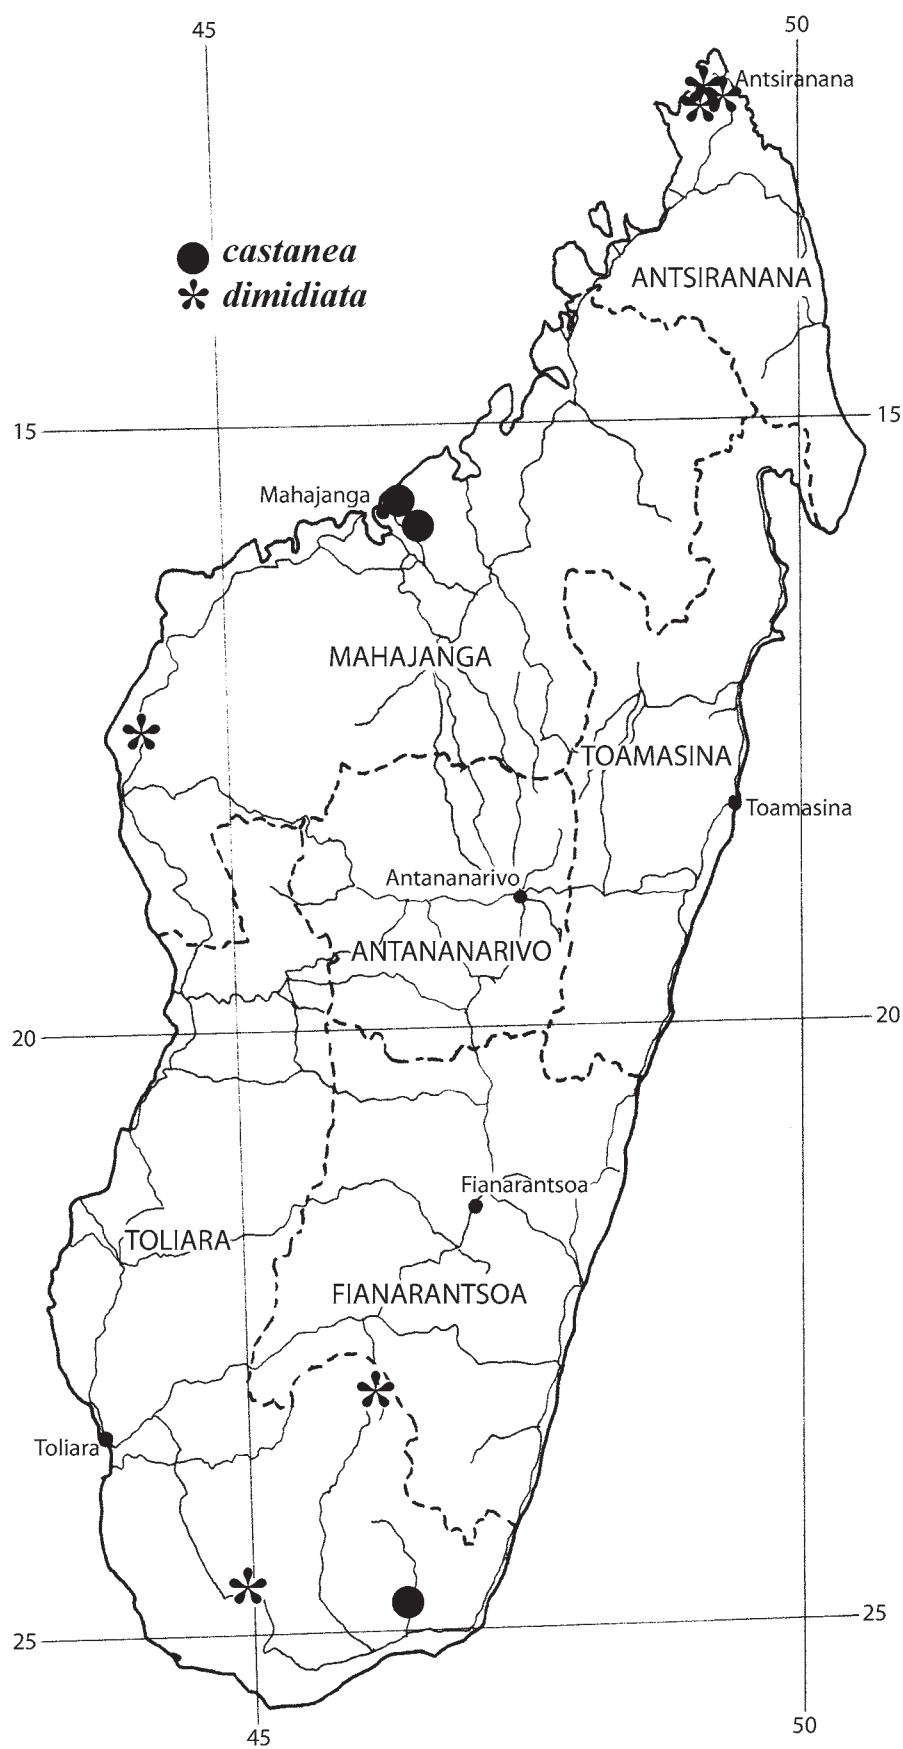 45
50
Antsiranana
castanea
dimidiata
ANTSIRANANA
15
15
Mahajanga
MAHAJANGA
TOAMASINA
Toamasina
Antananarivo
ANTANANARIVO
20
20
Fianarantsoa
TOLIARA
FIANARANTSOA
Toliara
25
25
45
50